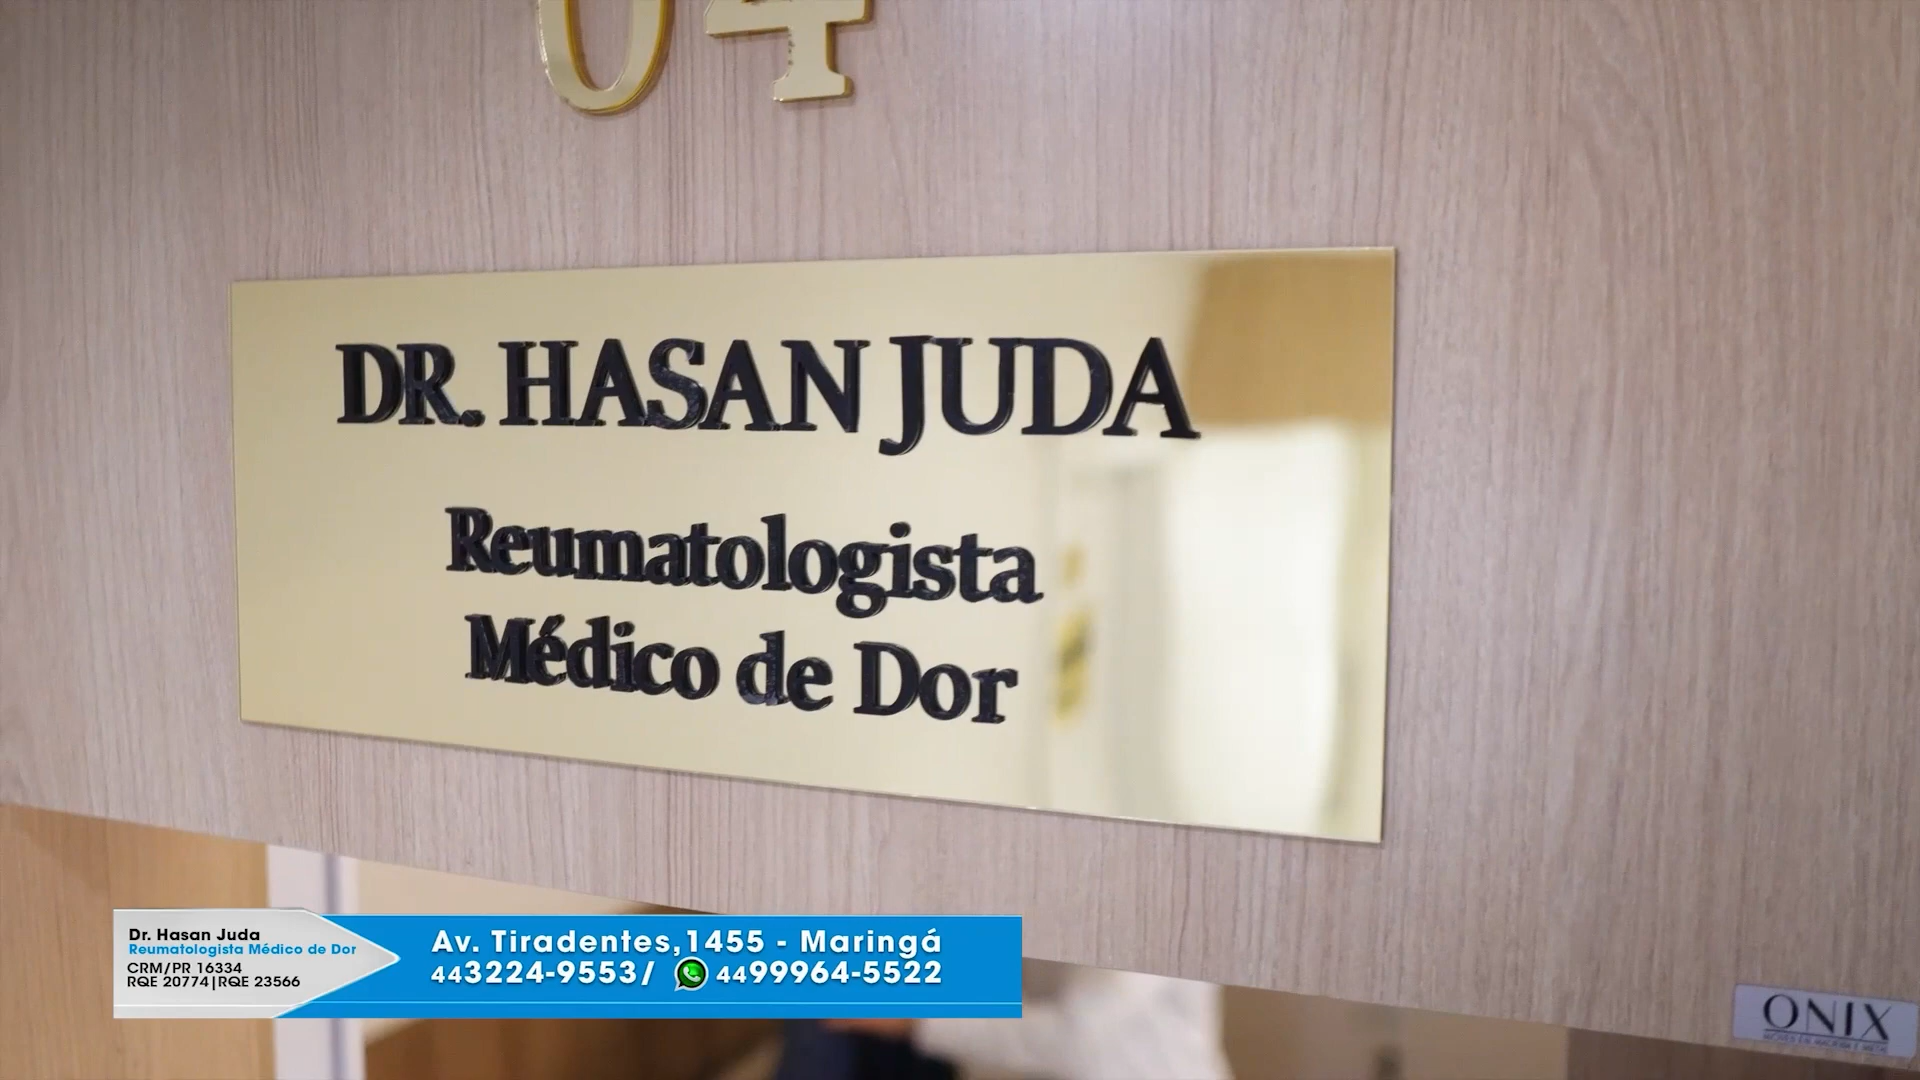 04
DR. HASAN JUDA
Reumatologista
Médico de Dor
Dr. Hasan Juda
Reumatologista Médico de Dor
CRM/PR 16334
RQE 20774|RQE 23566
Av. Tiradentes,1455 - Maringá
443224-9553/ 4499964-5522
ONIX